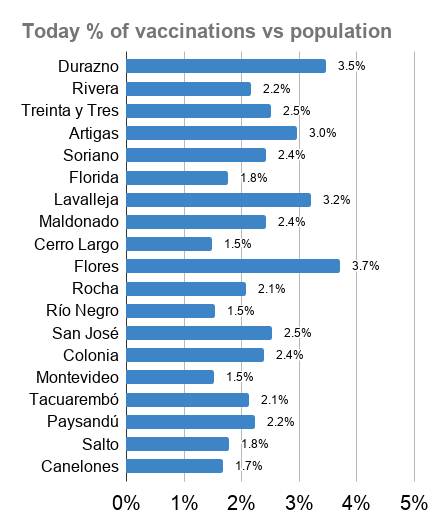 Today % of vaccinations vs population
Durazno 3.5%
Rivera 2.2%
Treinta y Tres 2.5%
Artigas 3.0%
Soriano 2.4%
Florida 1.8%
Lavalleja 3.2%
Maldonado 2.4%
Cerro Largo 1.5%
Flores 3.7%
Rocha 2.1%
Río Negro 1.5%
San José 2.5%
Colonia 2.4%
Montevideo 1.5%
Tacuarembó 2.1%
Paysandú 2.2%
Salto 1.8%
Canelones 1.7%
0% 1% 2% 3% 4% 5%